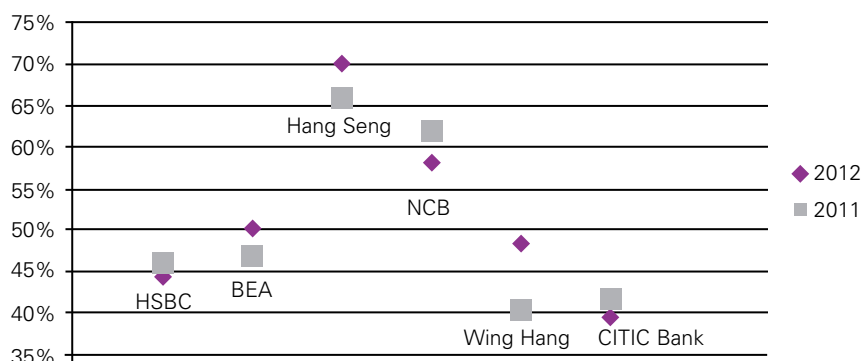 75%
70%
65%
60%
55%
50%
45%
40%
35%
Hang Seng
NCB
HSBC
BEA
Wing Hang
CITIC Bank
2012
2011